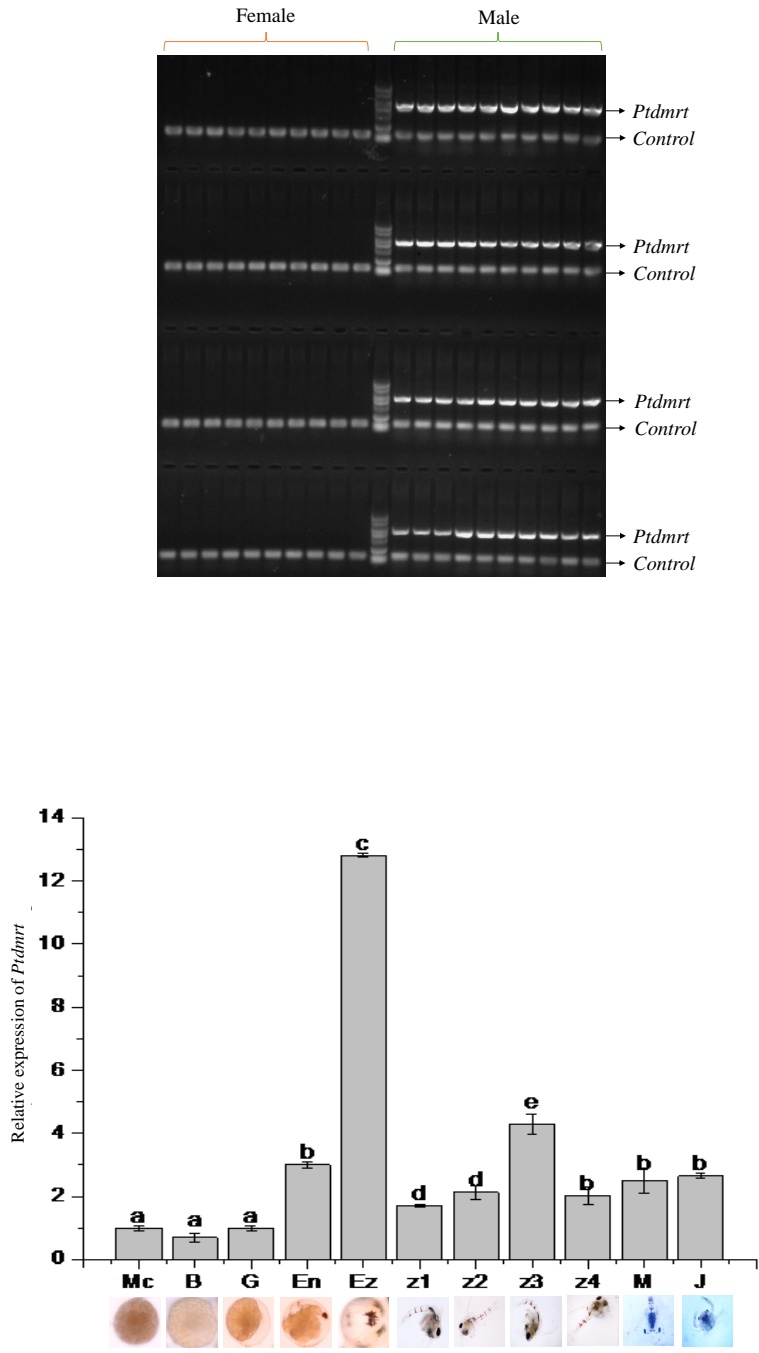 Female Male
Ptdmrt
Control
Ptdmrt
Control
Ptdmrt
Control
Ptdmrt
Control
Relative expression of Ptdmrt
14
12
10
8
6
4
2
0
a a a b c d d e b b b
Mc B G En Ez z1 z2 z3 z4 M J